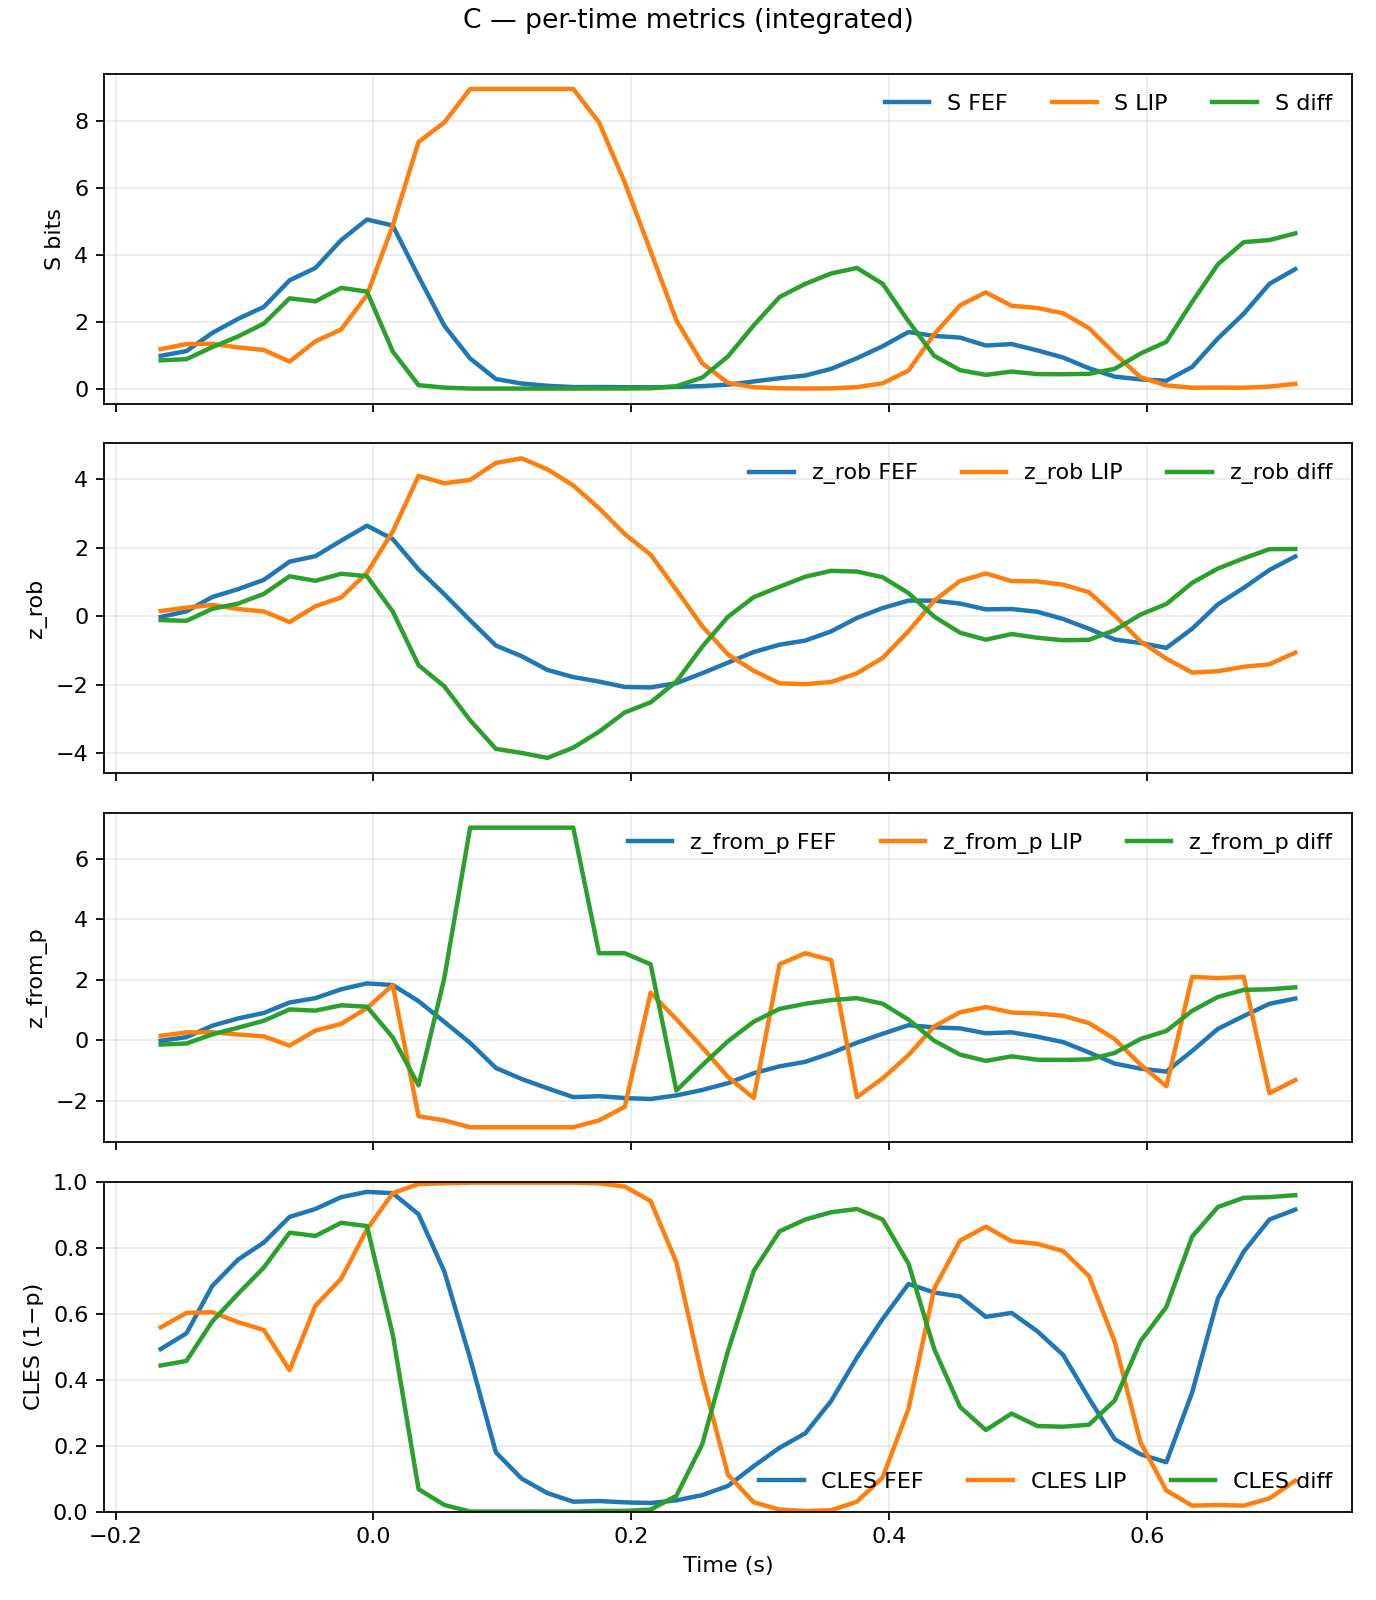 C — per-time metrics (integrated)
S FEF S LIP S diff
8
6
4
2
0
S bits
z_rob FEF z_rob LIP z_rob diff
4
2
0
−2
−4
z_rob
z_from_p FEF z_from_p LIP z_from_p diff
6
4
2
0
−2
z_from_p
1.0
0.8
0.6
0.4
0.2
0.0
CLES (1−p)
CLES FEF CLES LIP CLES diff
−0.2 0.0 0.2 0.4 0.6
Time (s)